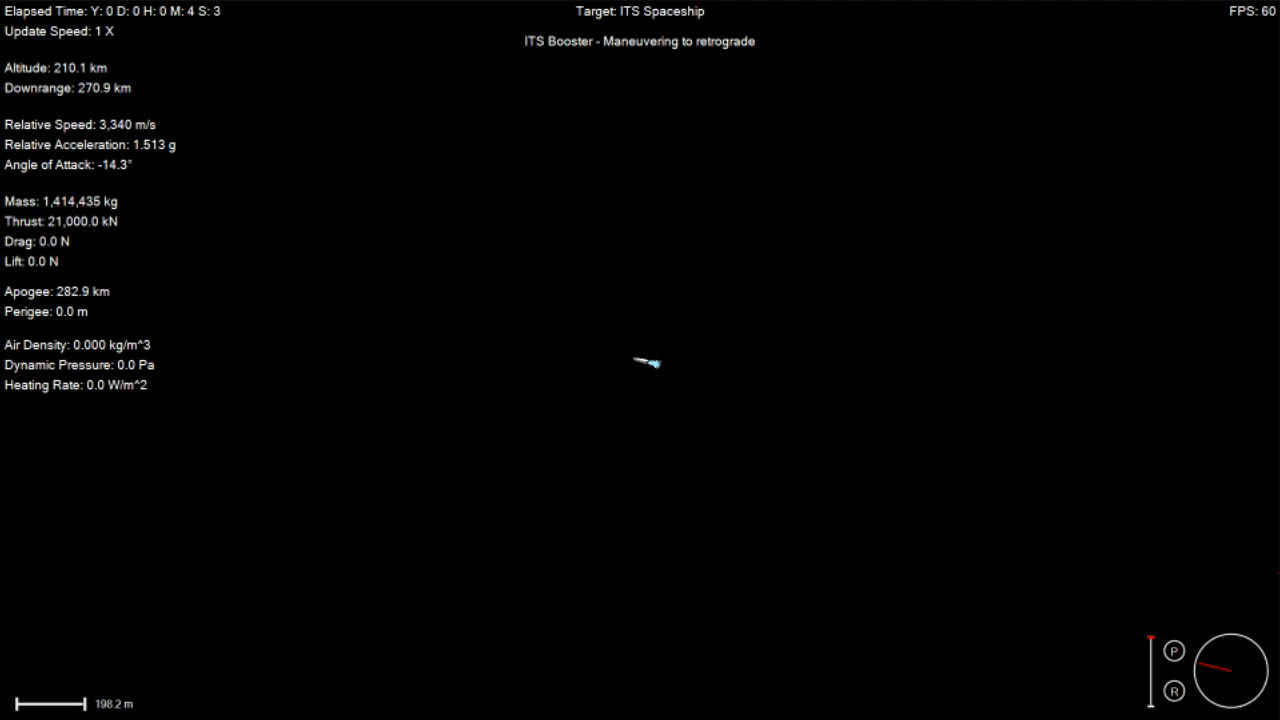 Elapsed Time: Y: 0 D: 0 H: 0 M: 4 S: 3
Target: ITS Spaceship
FPS: 60
Update Speed: 1 X
ITS Booster - Maneuvering to retrograde
Altitude: 210.1 km
Downrange: 270.9 km
Relative Speed: 3,340 m/s
Relative Acceleration: 1.513 g
Angle of Attack: -14.3°
Mass: 1,414,435 kg
Thrust: 21,000.0 kN
Drag: 0.0 N
Lift: 0.0 N
Apogee: 282.9 km
Perigee: 0.0 m
Air Density: 0.000 kg/m^3
Dynamic Pressure: 0.0 Pa
Heating Rate: 0.0 W/m^2
P
R
198.2 m